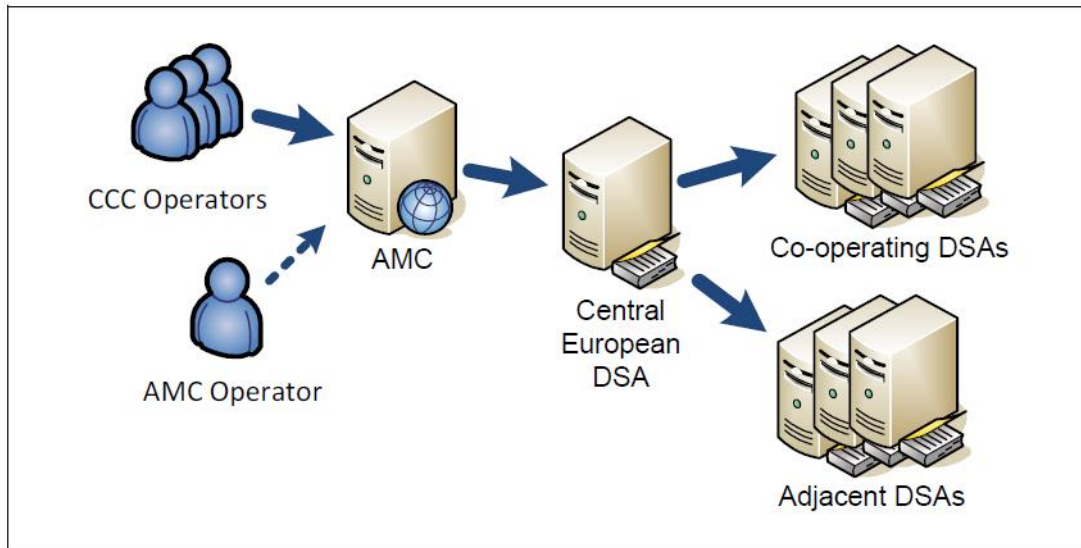 CCC Operators
AMC
Co-operating DSAs
Central
European
DSA
AMC Operator
Adjacent DSAs